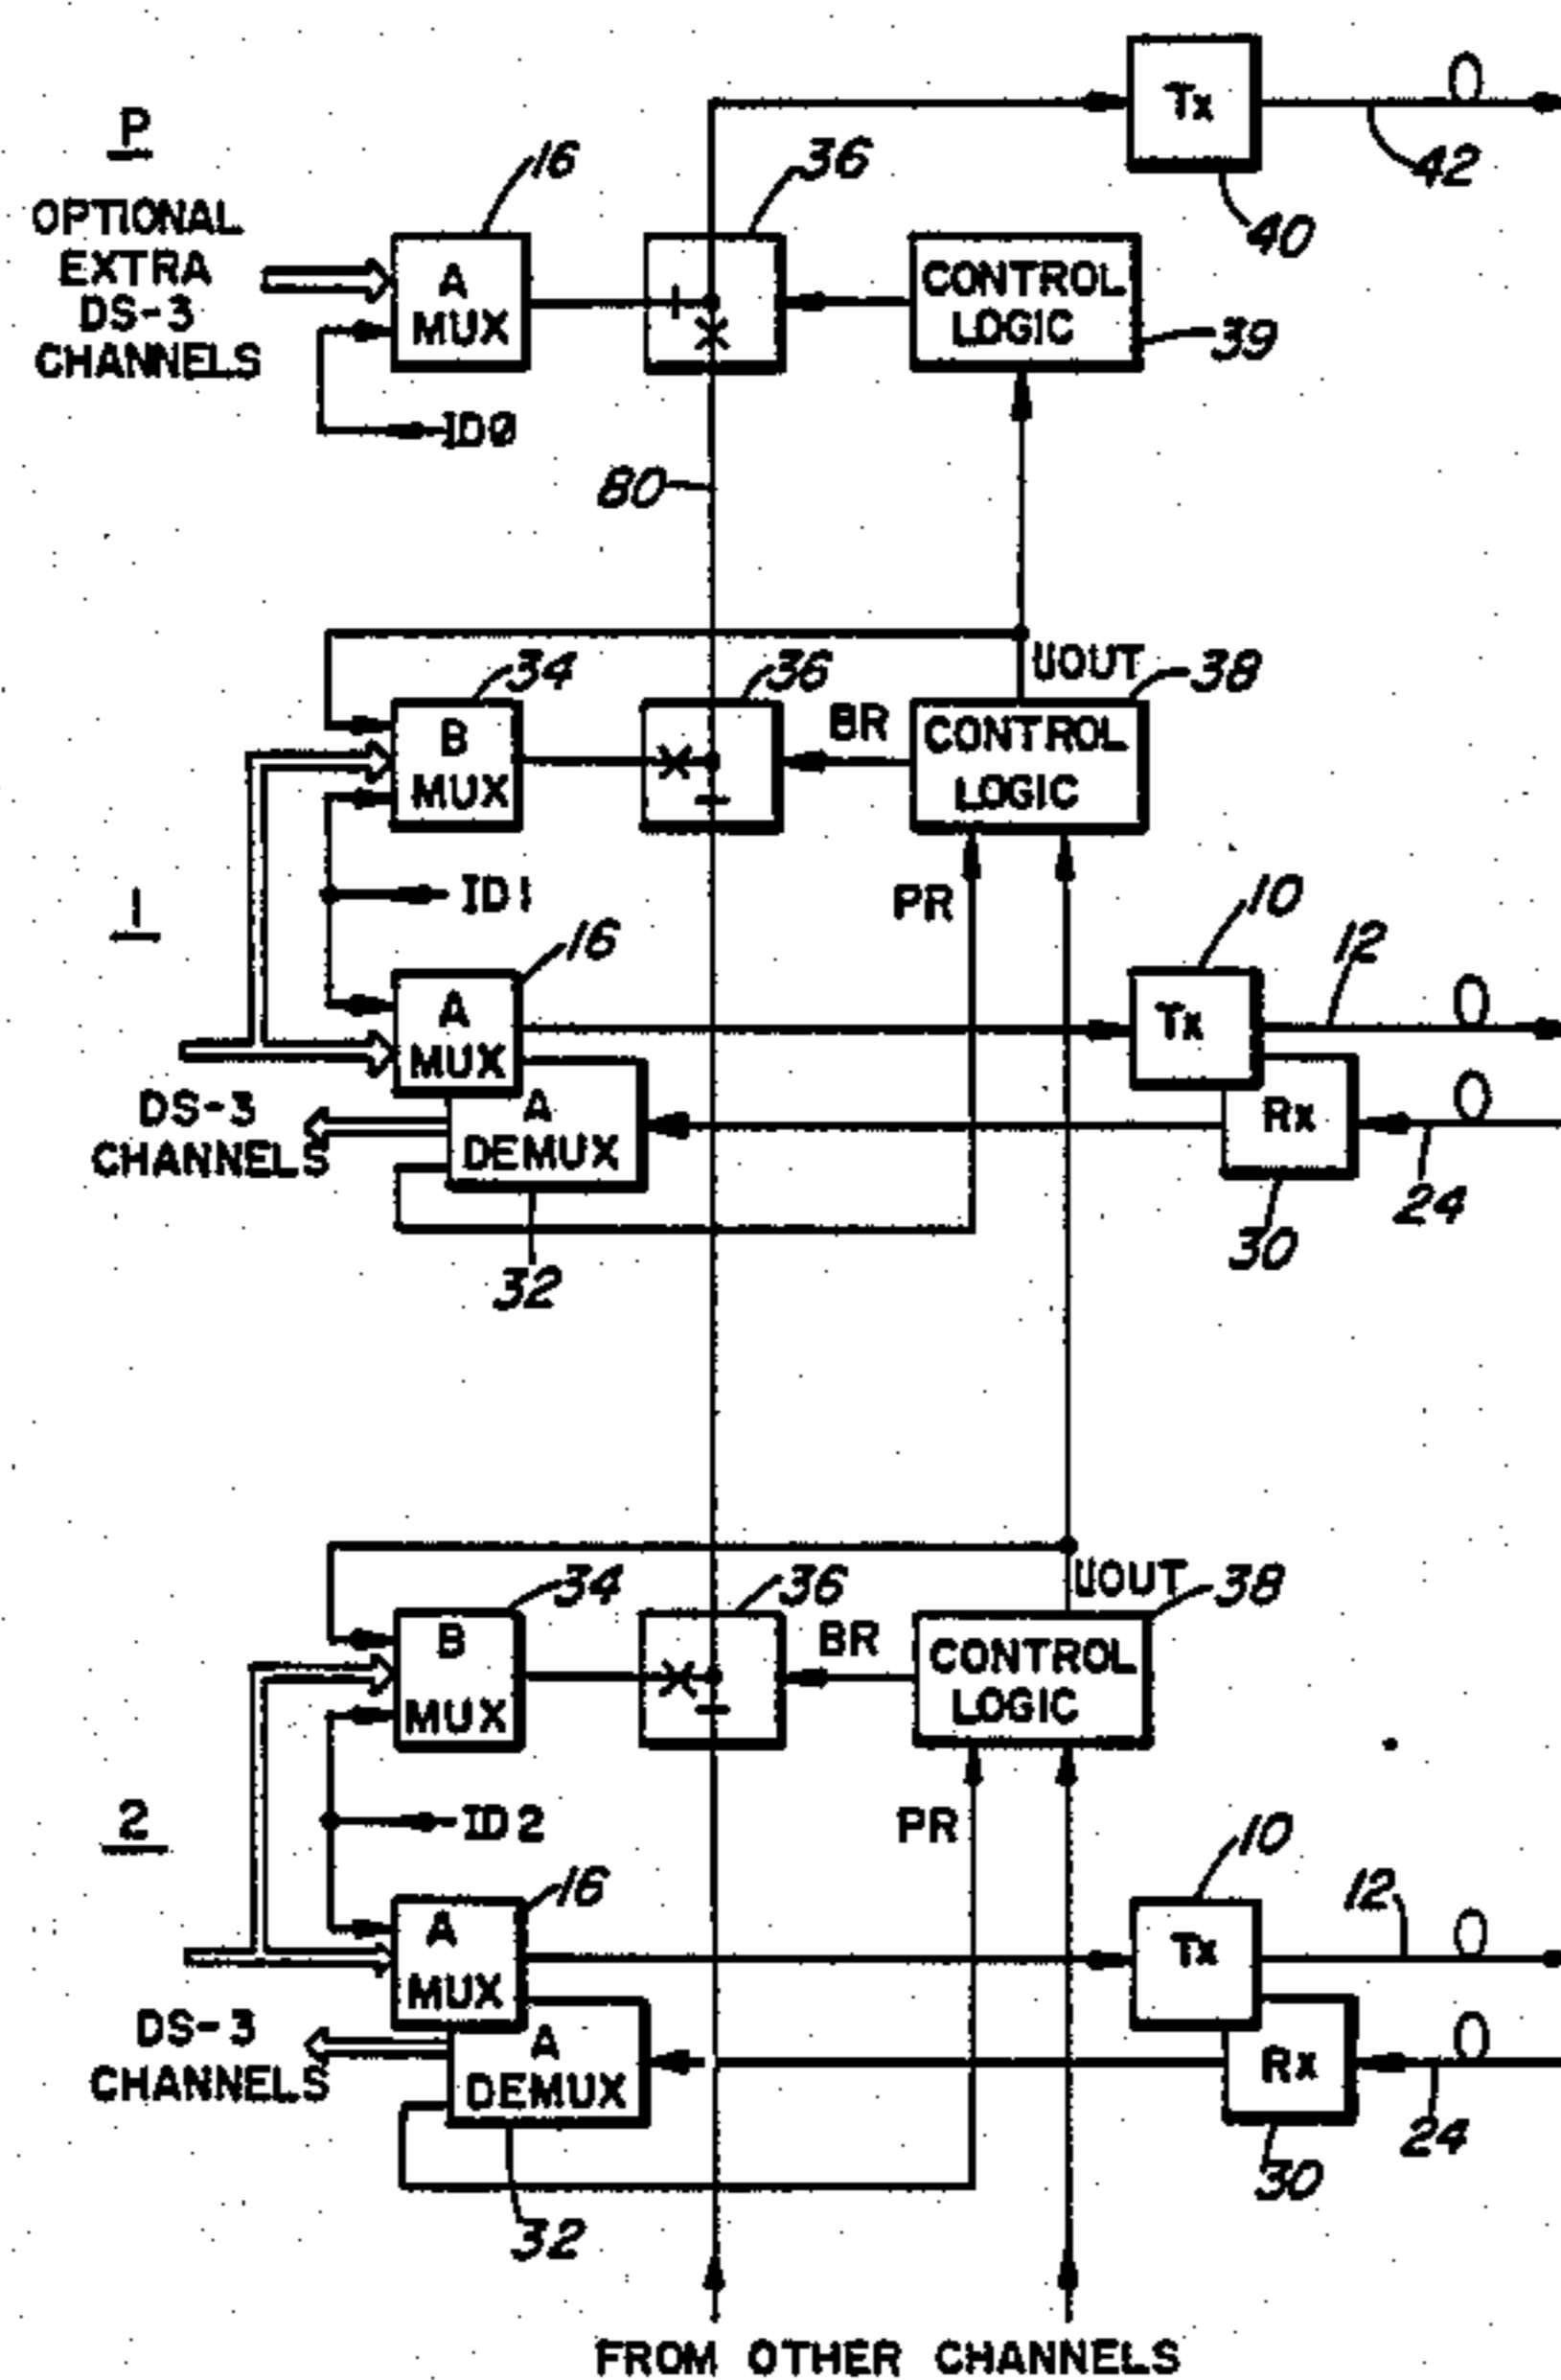 Tx
42
40
P
OPTIONAL
EXTRA
DS-3
CHANNELS
16
A
MUX
36
CONTROL
LOGIC
39
ID0
80
UOUT
34
B
MUX
36
BR
38
CONTROL
LOGIC
1
ID1
PR
16
A
MUX
10
Tx
12
DS-3
CHANNELS
A
DEMUX
Rx
24
30
32
UOUT
34
B
MUX
36
BR
38
CONTROL
LOGIC
2
ID2
PR
16
A
MUX
10
Tx
12
DS-3
CHANNELS
A
DEMUX
Rx
24
30
32
FROM OTHER CHANNELS